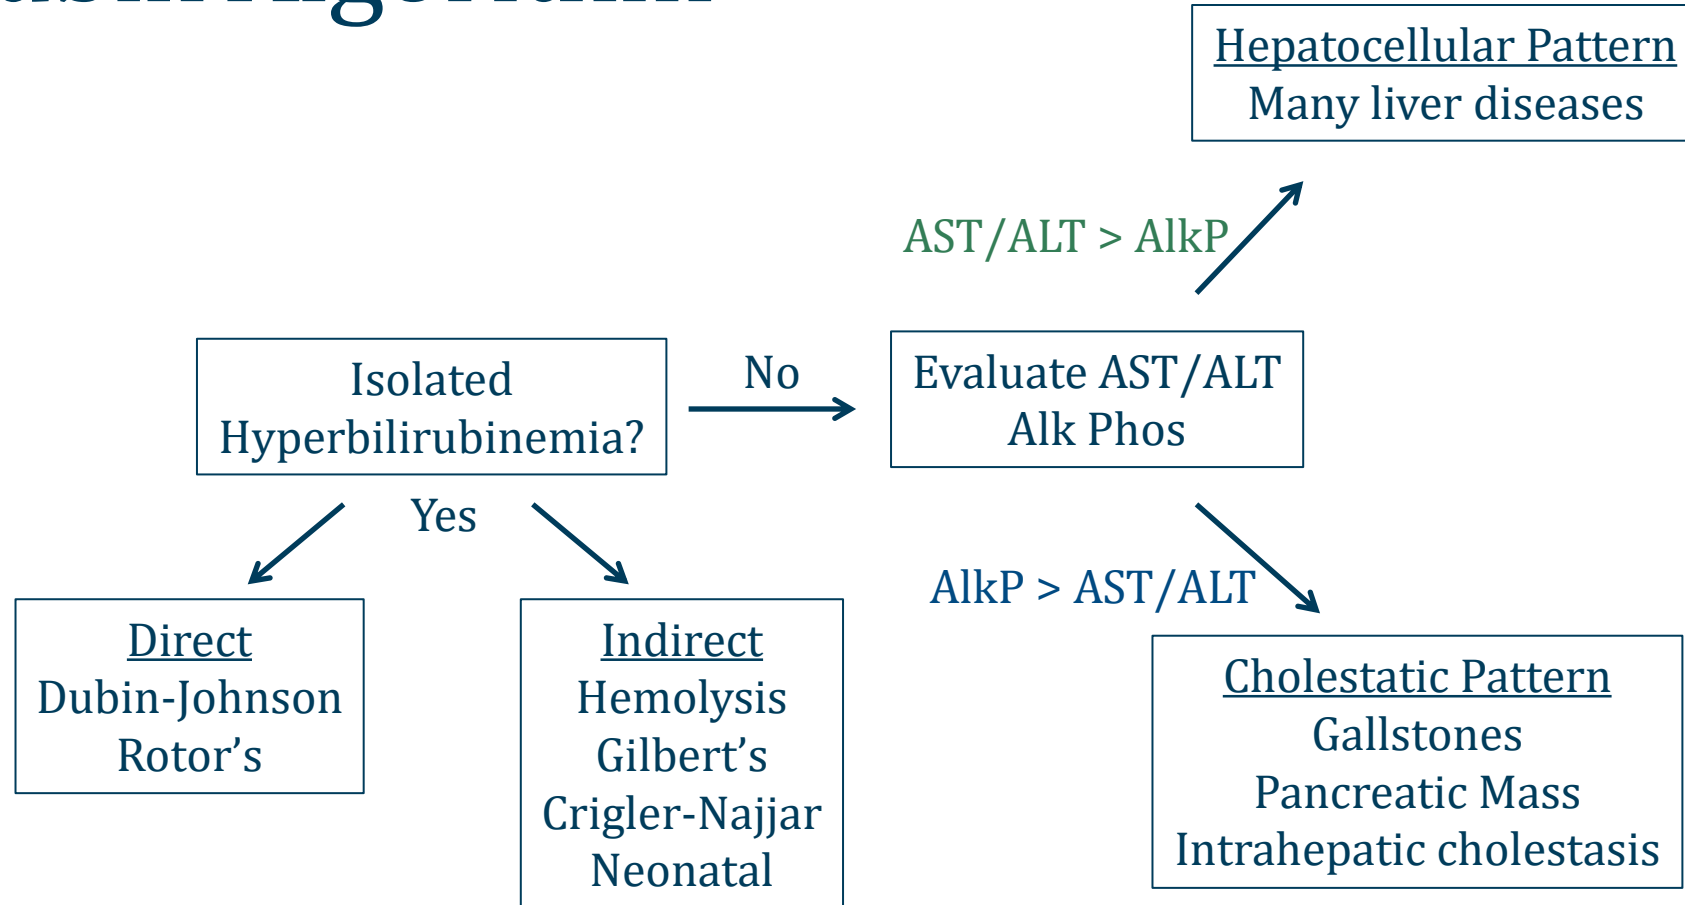 Algorithm
Hepatocellular Pattern
Many liver diseases
AST/ALT > AlkP
Isolated
Hyperbilirubinemia?
No
Evaluate AST/ALT
Alk Phos
Yes
AlkP > AST/ALT
Direct
Dubin-Johnson
Rotor’s
Indirect
Hemolysis
Gilbert’s
Crigler-Najjar
Neonatal
Cholestatic Pattern
Gallstones
Pancreatic Mass
Intrahepatic cholestasis